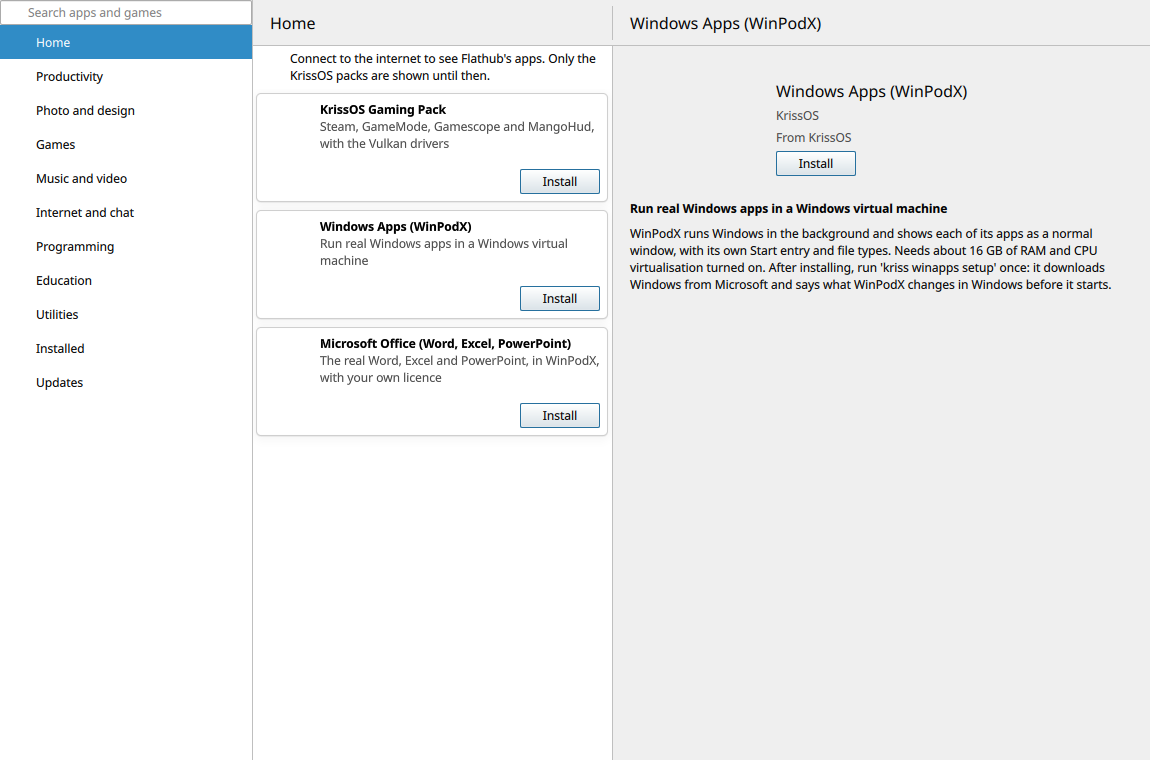 Search apps and games
Home
Productivity
Photo and design
Games
Music and video
Internet and chat
Programming
Education
Utilities
Installed
Updates
Home
Connect to the internet to see Flathub's apps. Only the
KrissOS packs are shown until then.
KrissOS Gaming Pack
Steam, GameMode, Gamescope and MangoHud,
with the Vulkan drivers
Install
Windows Apps (WinPodX)
Run real Windows apps in a Windows virtual
machine
Install
Microsoft Office (Word, Excel, PowerPoint)
The real Word, Excel and PowerPoint, in WinPodX,
with your own licence
Install
Windows Apps (WinPodX)
Windows Apps (WinPodX)
KrissOS
From KrissOS
Install
Run real Windows apps in a Windows virtual machine
WinPodX runs Windows in the background and shows each of its apps as a normal
window, with its own Start entry and file types. Needs about 16 GB of RAM and CPU
virtualisation turned on. After installing, run 'kriss winapps setup' once: it downloads
Windows from Microsoft and says what WinPodX changes in Windows before it starts.